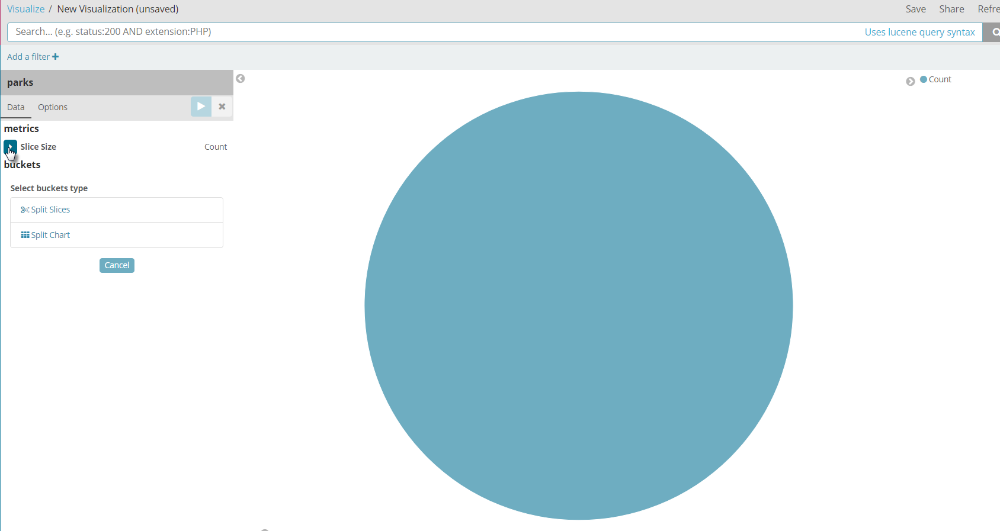 Visualize / New Visualization (unsaved)
Save Share Refre
Search... (e.g. status:200 AND extension:PHP)
Uses lucene query syntax
Add a filter
parks
Count
Data Options
metrics
Slice Size Count
buckets
Select buckets type
Split Slices
Split Chart
Cancel